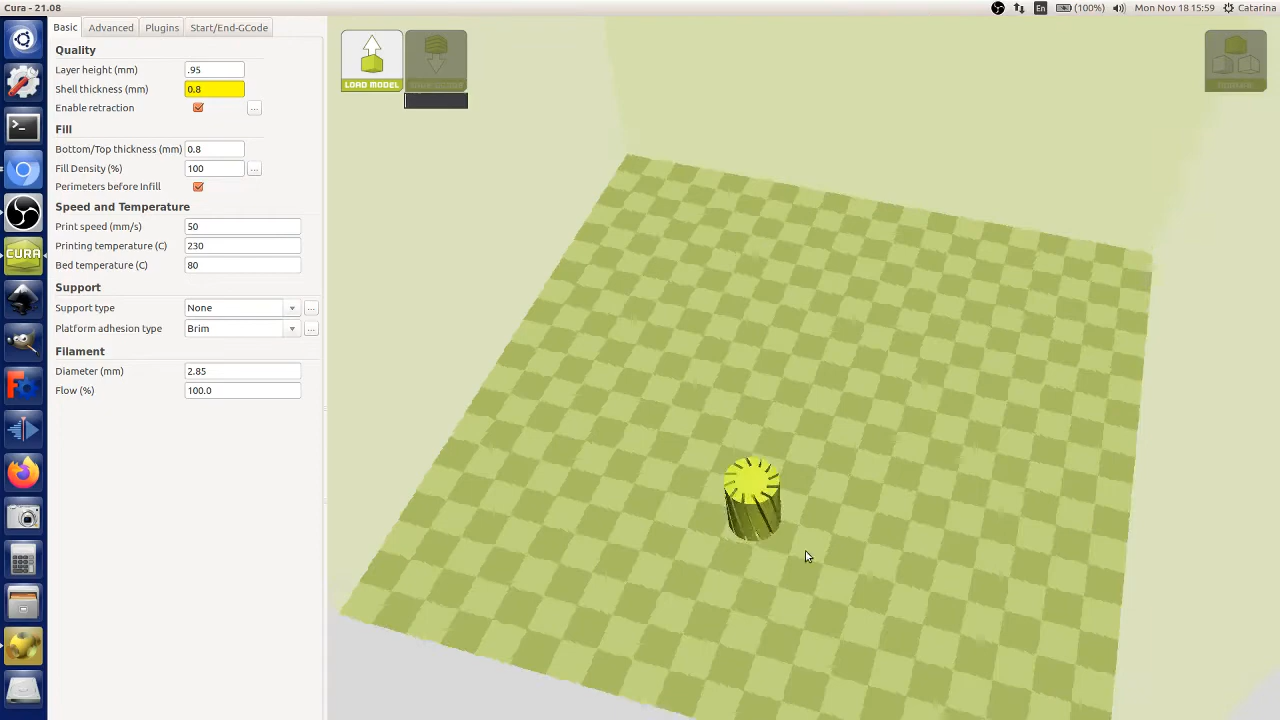 Cura - 21.08
En
(100%)
Mon Nov 18 15:59
Catarina
Basic
Advanced
Plugins
Start/End-GCode
Quality
Layer height (mm)
.95
Shell thickness (mm)
0.8
Enable retraction
...
Fill
Bottom/Top thickness (mm)
0.8
Fill Density (%)
100
...
Perimeters before Infill
Speed and Temperature
Print speed (mm/s)
50
Printing temperature (C)
230
Bed temperature (C)
80
Support
Support type
None
...
Platform adhesion type
Brim
...
Filament
Diameter (mm)
2.85
Flow (%)
100.0
LOAD MODEL
CURA